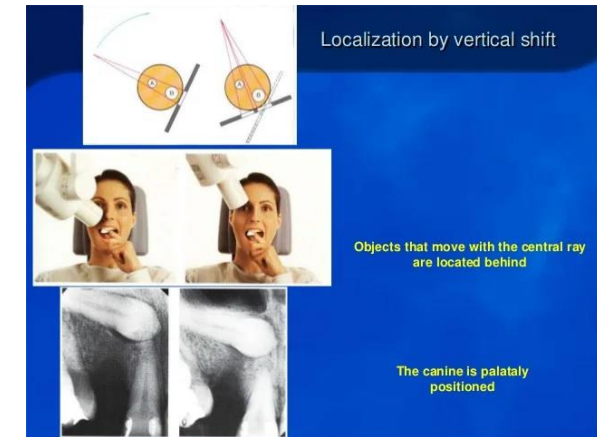 Localization by vertical shift
A
B
A
B
Objects that move with the central ray
are located behind
The canine is palataly
positioned